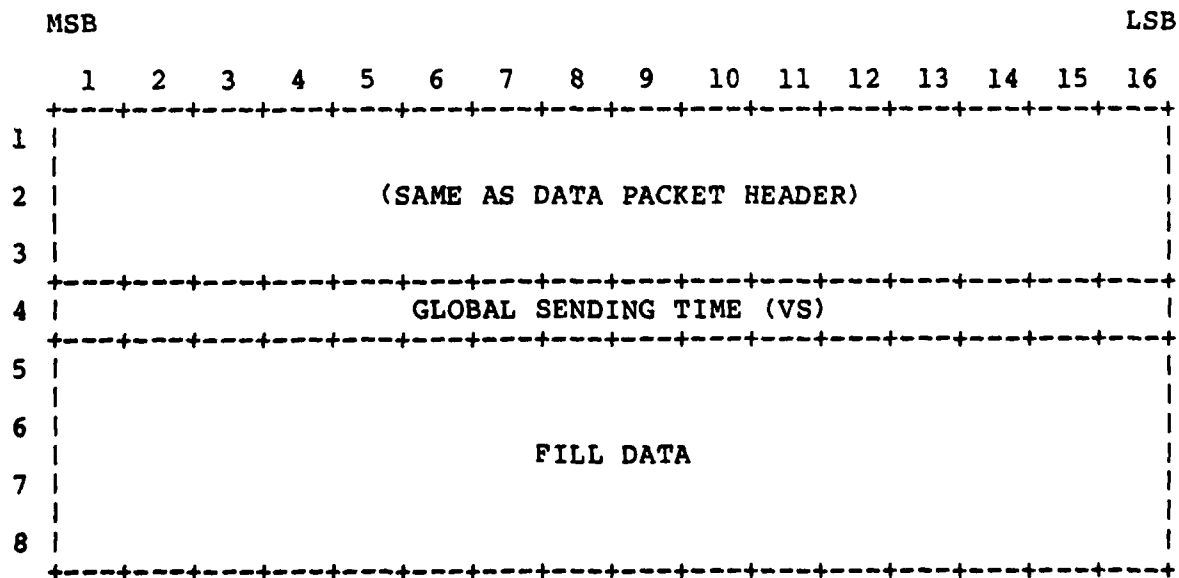 MSB LSB
1 2 3 4 5 6 7 8 9 10 11 12 13 14 15 16
1
2 (SAME AS DATA PACKET HEADER)
3
4 GLOBAL SENDING TIME (VS)
5
6
FILL DATA
7
8